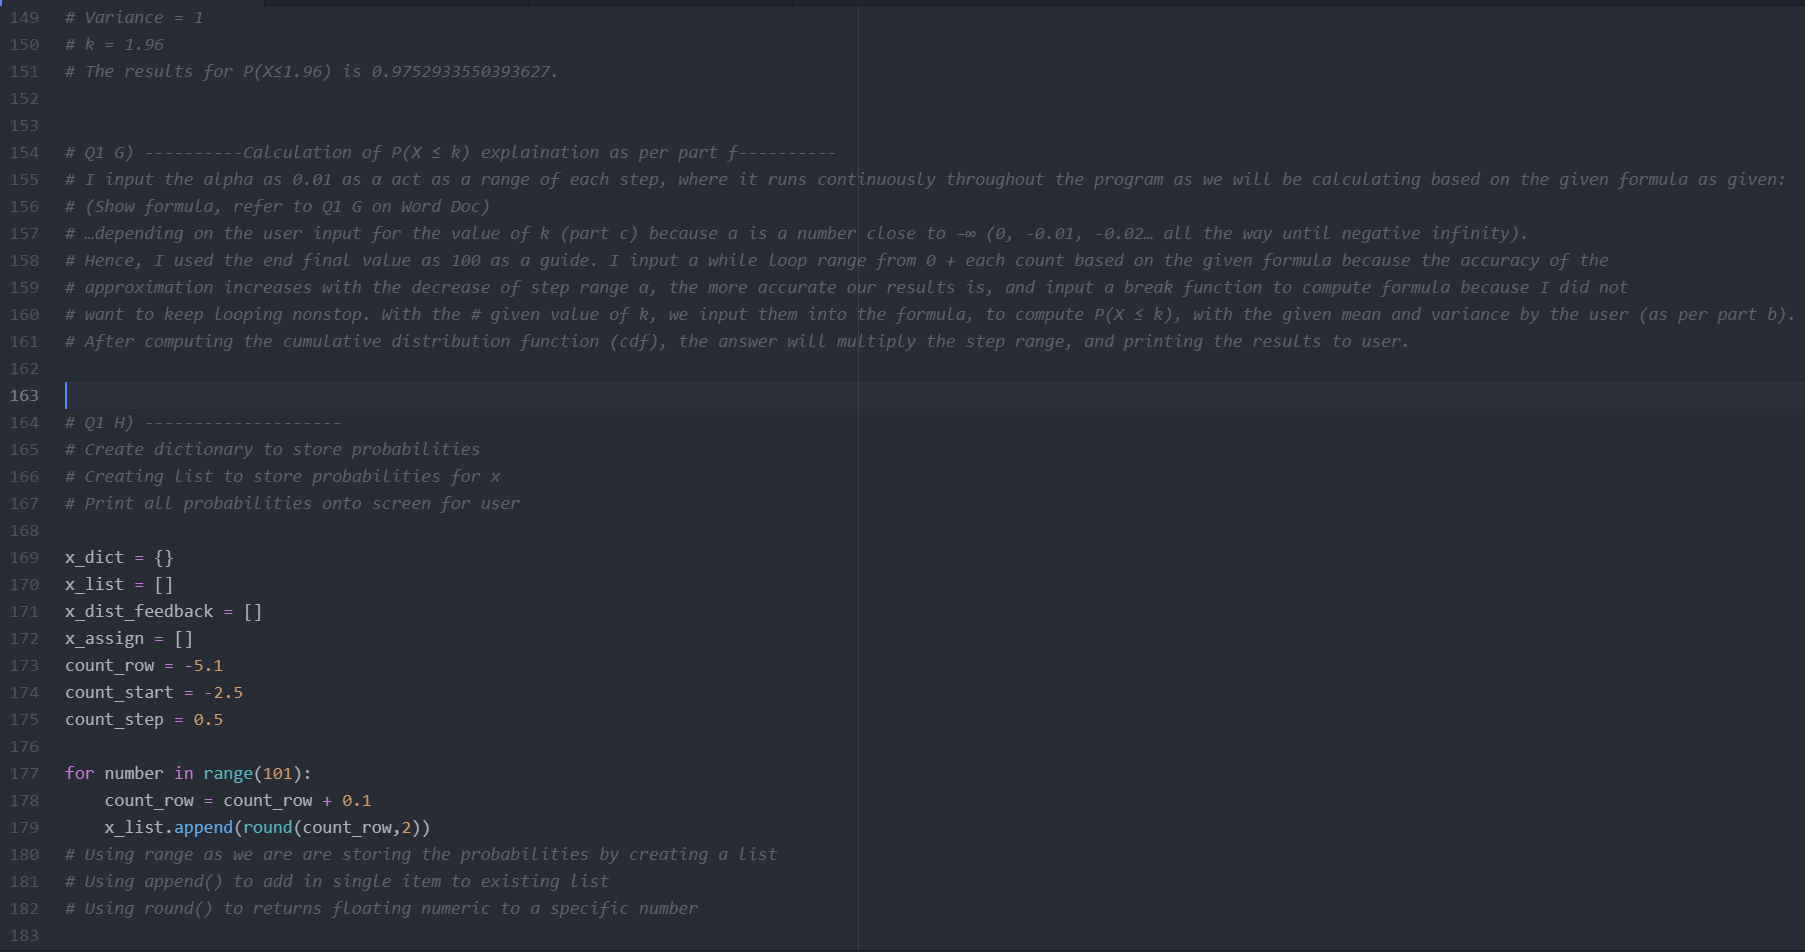 149 # Variance = 1
150 # k = 1.96
151 # The results for P(X≤1.96) is 0.9752933550393627.
152
153
154 # Q1 G) ----------Calculation of P(X ≤ k) explaination as per part f----------
155 # I input the alpha as 0.01 as α act as a range of each step, where it runs continuously throughout the program as we will be calculating based on the given formula as given:
156 # (Show formula, refer to Q1 G on Word Doc)
157 # …depending on the user input for the value of k (part c) because a is a number close to −∞ (0, -0.01, -0.02… all the way until negative infinity).
158 # Hence, I used the end final value as 100 as a guide. I input a while loop range from 0 + each count based on the given formula because the accuracy of the
159 # approximation increases with the decrease of step range α, the more accurate our results is, and input a break function to compute formula because I did not
160 # want to keep looping nonstop. With the # given value of k, we input them into the formula, to compute P(X ≤ k), with the given mean and variance by the user (as per part b).
161 # After computing the cumulative distribution function (cdf), the answer will multiply the step range, and printing the results to user.
162
163
164 # Q1 H) --------------------
165 # Create dictionary to store probabilities
166 # Creating list to store probabilities for x
167 # Print all probabilities onto screen for user
168
169 x_dict = {}
170 x_list = []
171 x_dist_feedback = []
172 x_assign = []
173 count_row = -5.1
174 count_start = -2.5
175 count_step = 0.5
176
177 for number in range(101):
178     count_row = count_row + 0.1
179     x_list.append(round(count_row,2))
180 # Using range as we are are storing the probabilities by creating a list
181 # Using append() to add in single item to existing list
182 # Using round() to returns floating numeric to a specific number
183